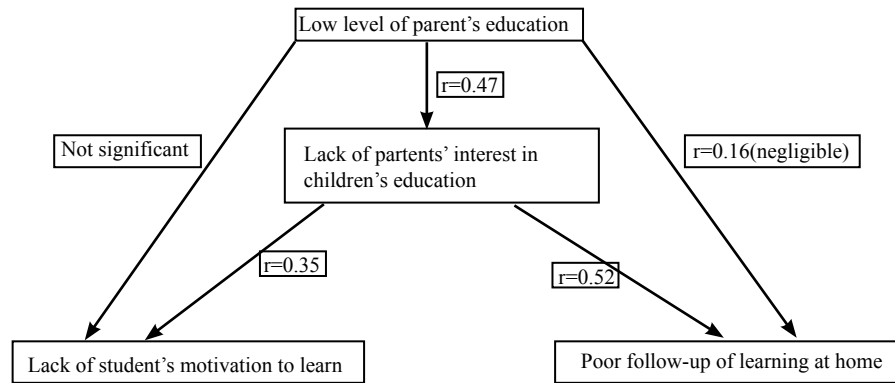 Low level of parent's education
r=0.47
Not significant
Lack of partents' interest in
children's education
r=0.16(negligible)
r=0.35
r=0.52
Lack of student's motivation to learn
Poor follow-up of learning at home